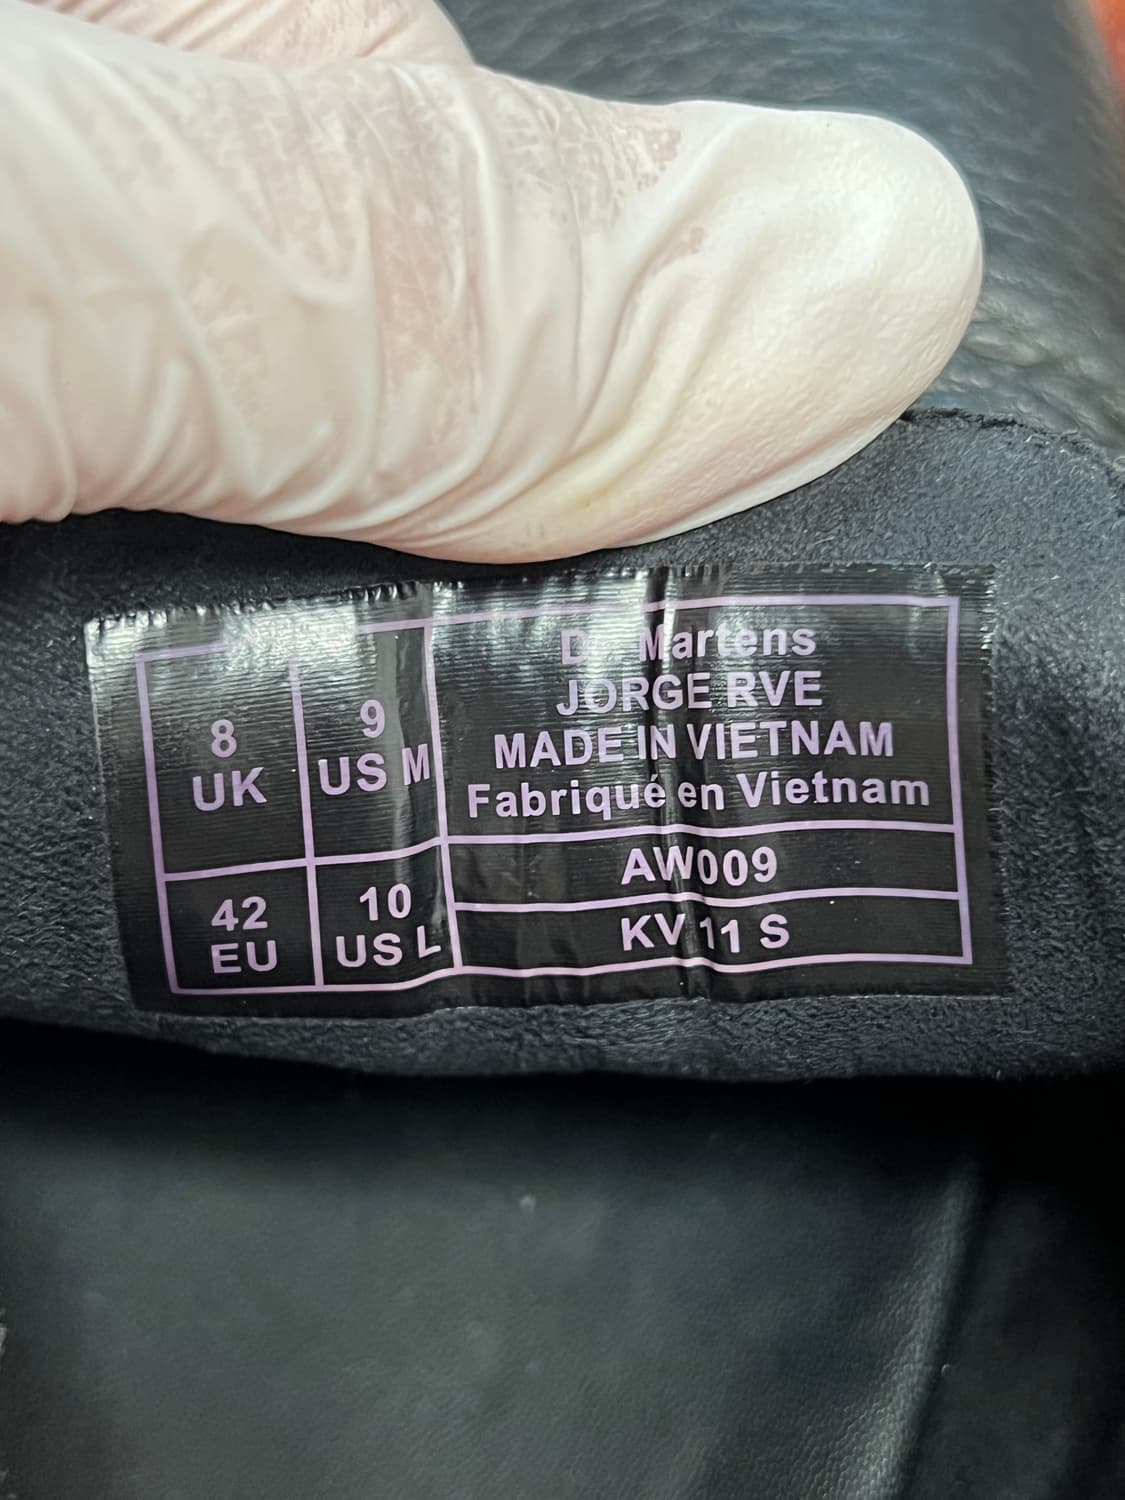 8
UK
9
US M
42
EU
10
US L
Dr. Martens
JORGE RVE
MADE IN VIETNAM
Fabriqué en Vietnam
AW009
KV 11 S